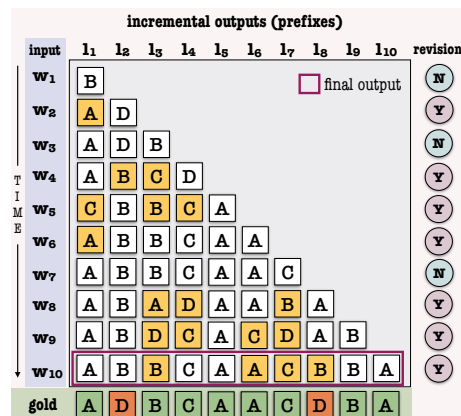 incremental outputs (prefixes)
input l1 l2 l3 l4 l5 l6 l7 l8 l9 l10 revision
w1 B N
final output
w2 A D Y
w3 A D B N
w4 A B C D Y
w5 C B B C A Y
w6 A B B C A A Y
w7 A B B C A A C N
w8 A B A D A A B A Y
w9 A B D C A C D A B Y
w10 A B B C A A C B B A Y
gold A D B C A A C D B A
TIME